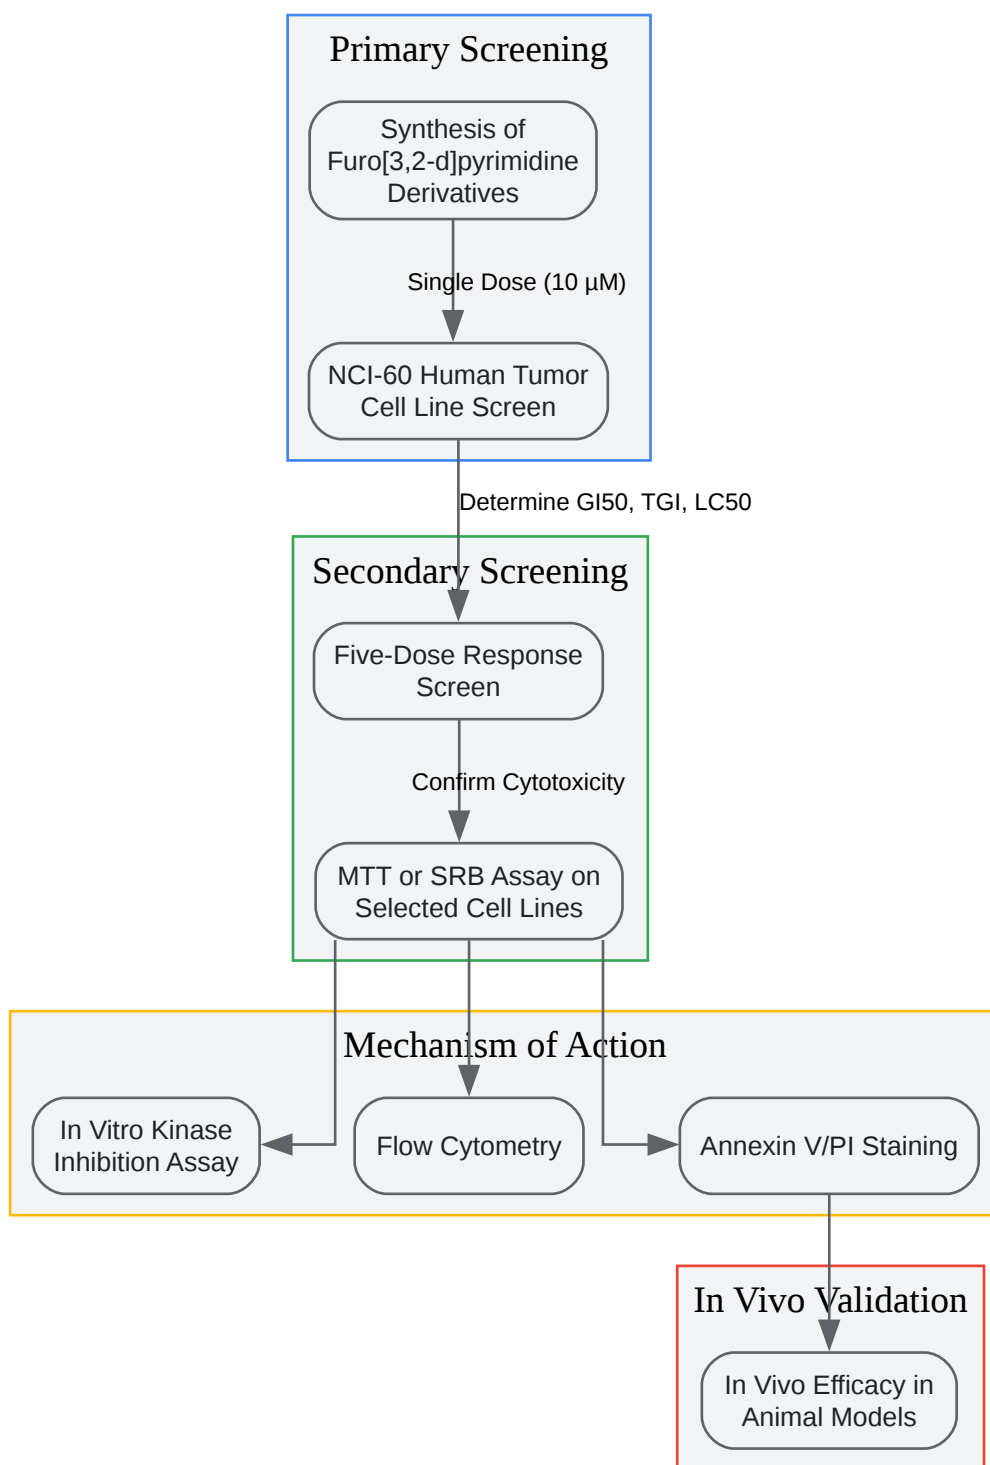 Primary Screening
Synthesis of
Furo[3,2-d]pyrimidine
Derivatives
Single Dose (10 µM)
NCI-60 Human Tumor
Cell Line Screen
Determine GI50, TGI, LC50
Secondary Screening
Five-Dose Response
Screen
Confirm Cytotoxicity
MTT or SRB Assay on
Selected Cell Lines
Mechanism of Action
In Vitro Kinase
Inhibition Assay
Flow Cytometry
Annexin V/PI Staining
In Vivo Validation
In Vivo Efficacy in
Animal Models